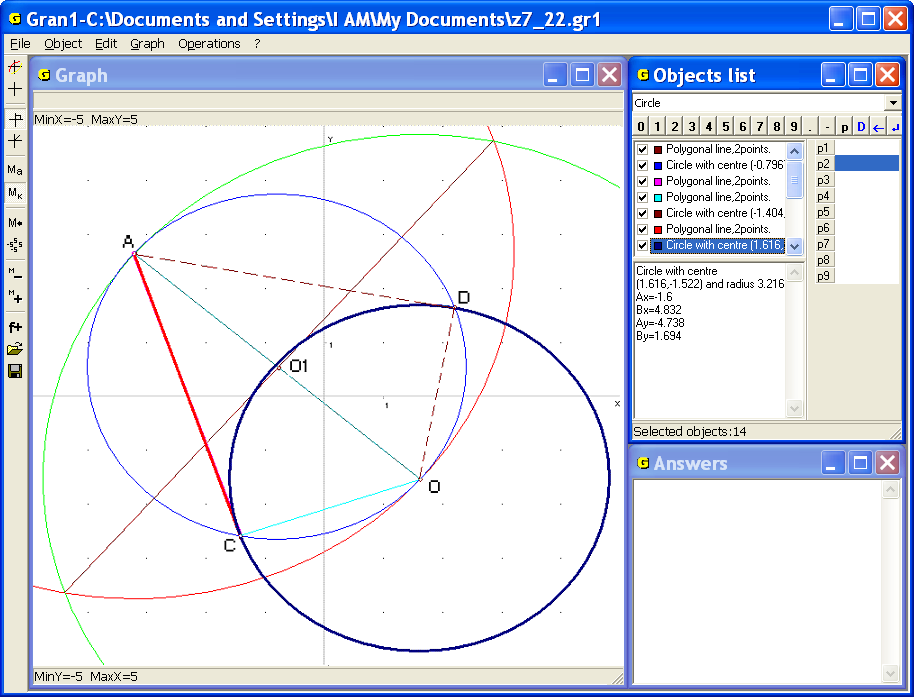 Gran1-C:\Documents and Settings\I AM\My Documents\z7_22.gr1
File Object Edit Graph Operations ?
Graph
MinX=-5 MaxY=5
Y
A
D
1
O1
1
X
O
C
MinY=-5 MaxX=5
Ma
Mк
M*
-5±5
M
M+
f+
Objects list
Circle
0 1 2 3 4 5 6 7 8 9 . - p D ← ↲
Polygonal line,2points.
Circle with centre (-0.796
Polygonal line,2points.
Polygonal line,2points.
Circle with centre (-1.404,
Polygonal line,2points.
Circle with centre (1.616,-
p1
p2
p3
p4
p5
p6
p7
p8
p9
Circle with centre
(1.616,-1.522) and radius 3.216
Ax=-1.6
Bx=4.832
Ay=-4.738
By=1.694
Selected objects:14
Answers